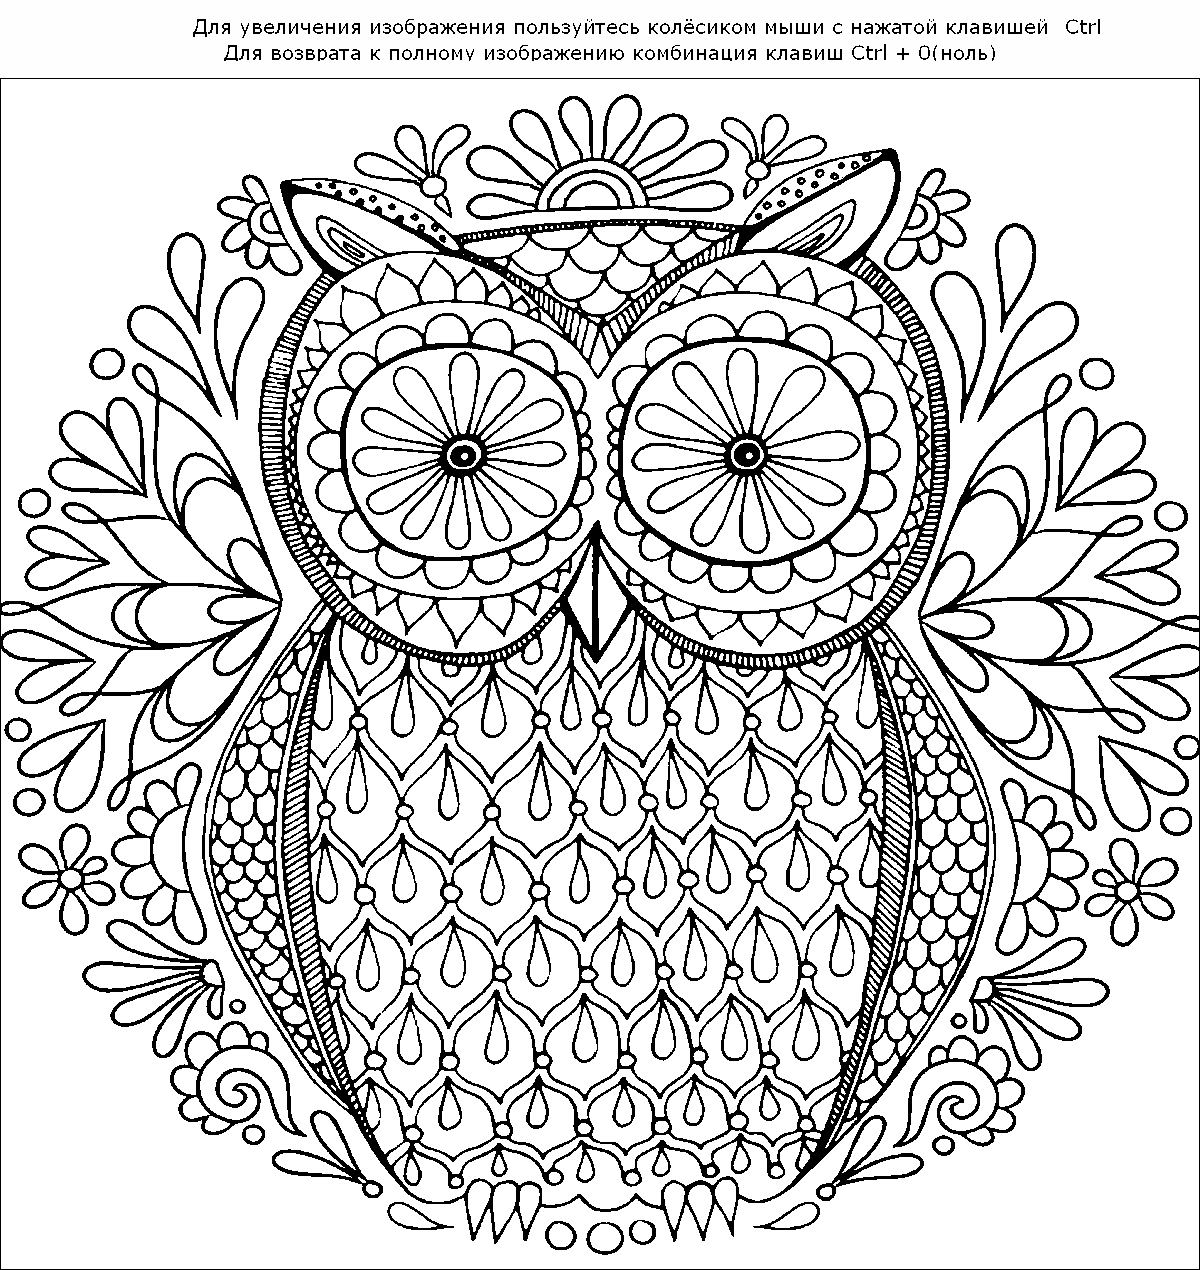 Для увеличения изображения пользуйтесь колёсиком мыши с нажатой клавишей Ctrl
Для возврата к полному изображению комбинация клавиш Ctrl + 0(ноль)